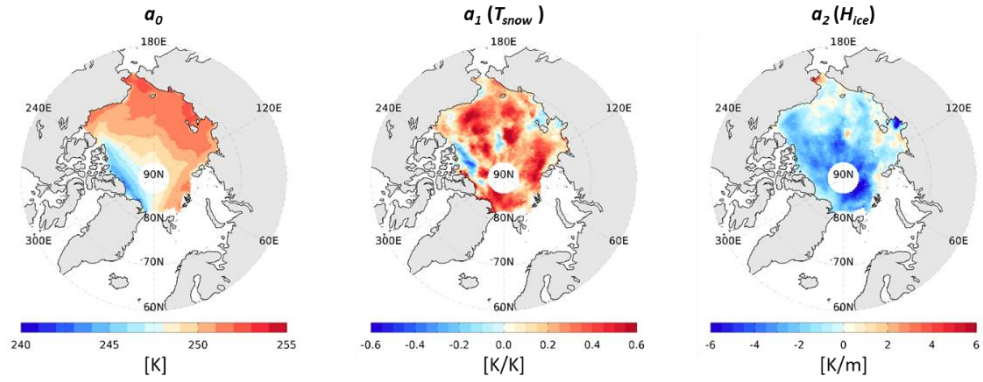 a₀
a₁ (T_snow )
a₂ (H_ice)
180E
180E
180E
240E
120E
240E
120E
240E
120E
90N
90N
90N
80N
80N
80N
300E
60E
300E
60E
300E
60E
70N
70N
70N
60N
60N
60N
240 245 250 255
-0.6 -0.4 -0.2 0.0 0.2 0.4 0.6
-6 -4 -2 0 2 4 6
[K]
[K/K]
[K/m]